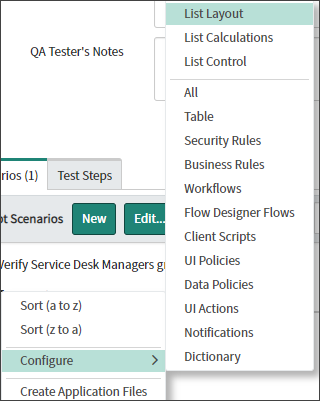 List Layout
List Calculations
List Control
All
Table
Security Rules
Business Rules
Workflows
Flow Designer Flows
Client Scripts
UI Policies
Data Policies
UI Actions
Notifications
Dictionary
QA Tester's Notes
rios (1) Test Steps
Scenarios New Edit...
Verify Service Desk Managers
Sort (a to z)
Sort (z to a)
Configure
Create Application Files